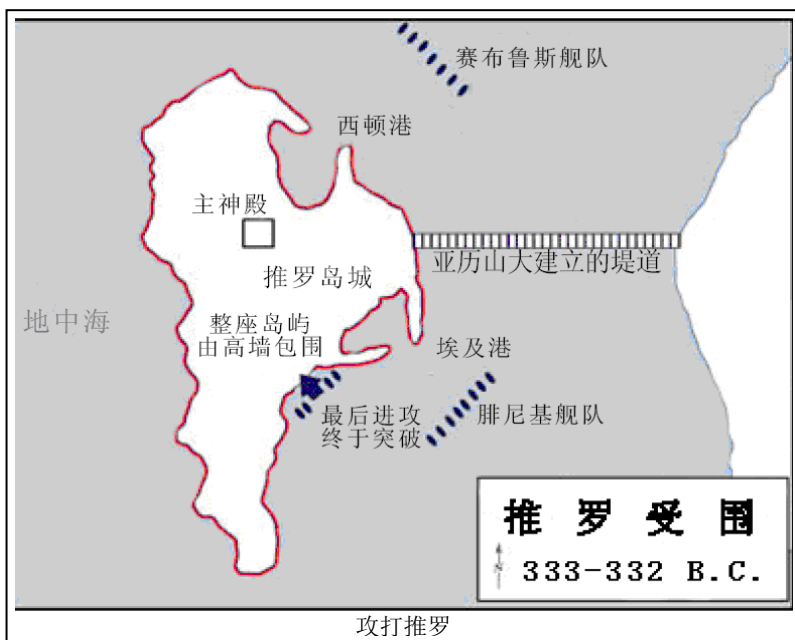 赛布鲁斯舰队
西顿港
主神殿
亚历山大建立的堤道
推罗岛城
地中海
整座岛屿
由高墙包围
埃及港
最后进攻
终于突破
腓尼基舰队
推罗受围
N
333-332 B.C.
攻打推罗